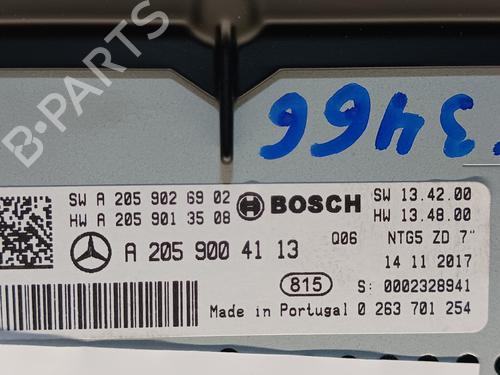 B-PARTS
3466
SW A 205 902 69 02
HW A 205 901 35 08
BOSCH
SW 13.42.00
HW 13.48.00
A 205 900 41 13
Q06
NTG5 ZD 7"
14 11 2017
815
S: 0002328941
Made in Portugal 0 263 701 254